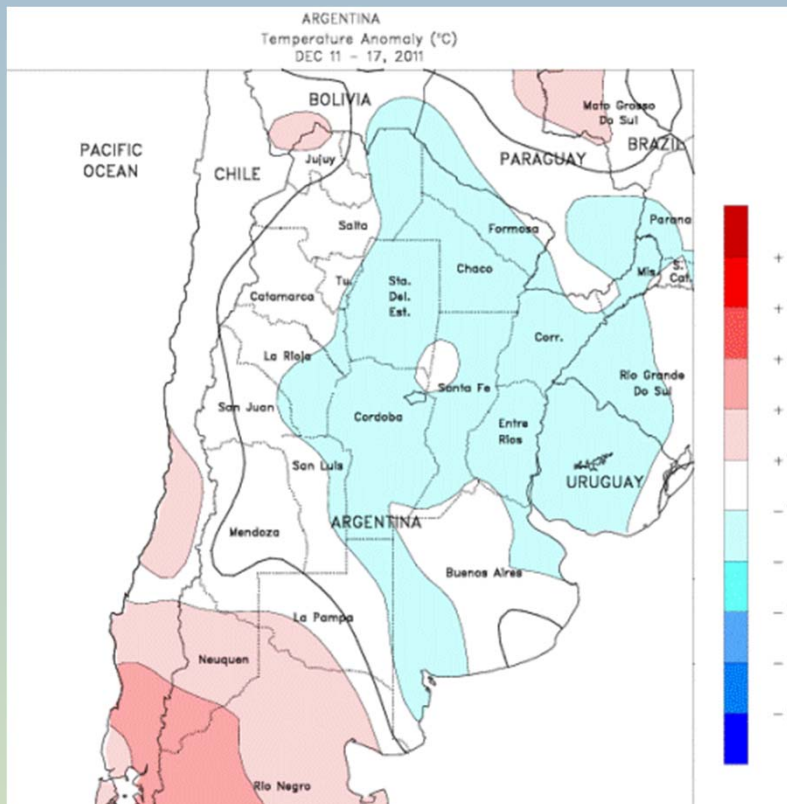 ARGENTINA
Temperature Anomaly (°C)
DEC 11 - 17, 2011
BOLIVIA
Mato Grosso
Do Sul
BRAZIL
PACIFIC
OCEAN
CHILE
Jujuy
PARAGUAY
Salta
Formosa
Parana
Chaco
Mis.
S.
Cat.
Catamarca
Tu.
Sta.
Del.
Est.
Corr.
La Rioja
Santa Fe
Rio Grande
Do Sul
San Juan
Cordoba
Entre
Rios
San Luis
URUGUAY
ARGENTINA
Mendoza
Buenos Aires
La Pampa
Neuquen
Rio Negro
+
+
+
+
+
-
-
-
-
-